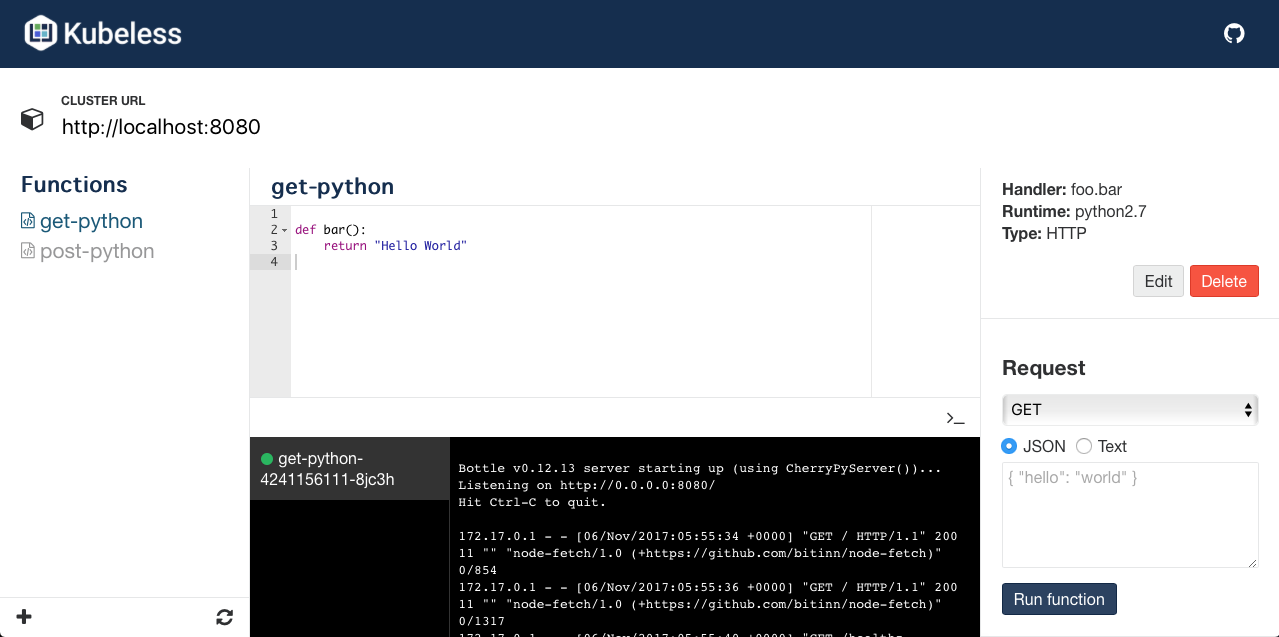 Kubeless
CLUSTER URL
http://localhost:8080
Functions
get-python
post-python
get-python
1
2 def bar():
3 return "Hello World"
4
>_
get-python-
4241156111-8jc3h
Bottle v0.12.13 server starting up (using CherryPyServer())...
Listening on http://0.0.0.0:8080/
Hit Ctrl-C to quit.
172.17.0.1 - - [06/Nov/2017:05:55:34 +0000] "GET / HTTP/1.1" 200
11 "" "node-fetch/1.0 (+https://github.com/bitinn/node-fetch)"
0/854
172.17.0.1 - - [06/Nov/2017:05:55:36 +0000] "GET / HTTP/1.1" 200
11 "" "node-fetch/1.0 (+https://github.com/bitinn/node-fetch)"
0/1317
Handler: foo.bar
Runtime: python2.7
Type: HTTP
Edit Delete
Request
GET
JSON Text
{ "hello": "world" }
Run function